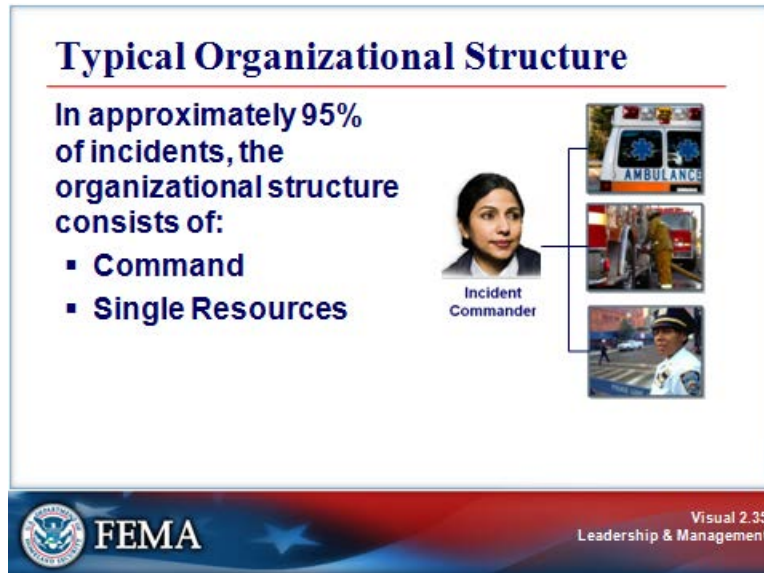 Typical Organizational Structure
In approximately 95%
of incidents, the
organizational structure
consists of:
▪ Command
▪ Single Resources
AMBULANCE
Incident
Commander
FEMA
Visual 2.35
Leadership & Management